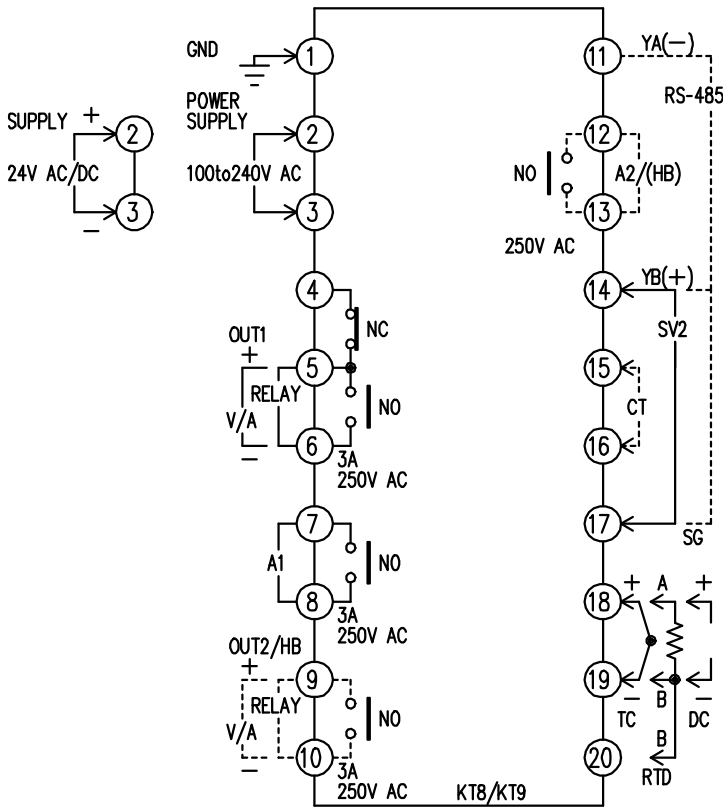 GND
1
11
YA(−)
RS-485
POWER
SUPPLY
SUPPLY +
2
2
12
24V AC/DC
100to240V AC
NO
A2/(HB)
3
3
13
−
250V AC
4
14
YB(+)
NC
SV2
OUT1
+
5
15
RELAY
V/A
NO
CT
6
16
−
3A
250V AC
7
17
SG
A1
NO
8
18
+ A +
3A
250V AC
OUT2/HB
+
9
19
RELAY
− B −
V/A
NO
TC
DC
10
20
B
−
3A
RTD
250V AC
KT8/KT9